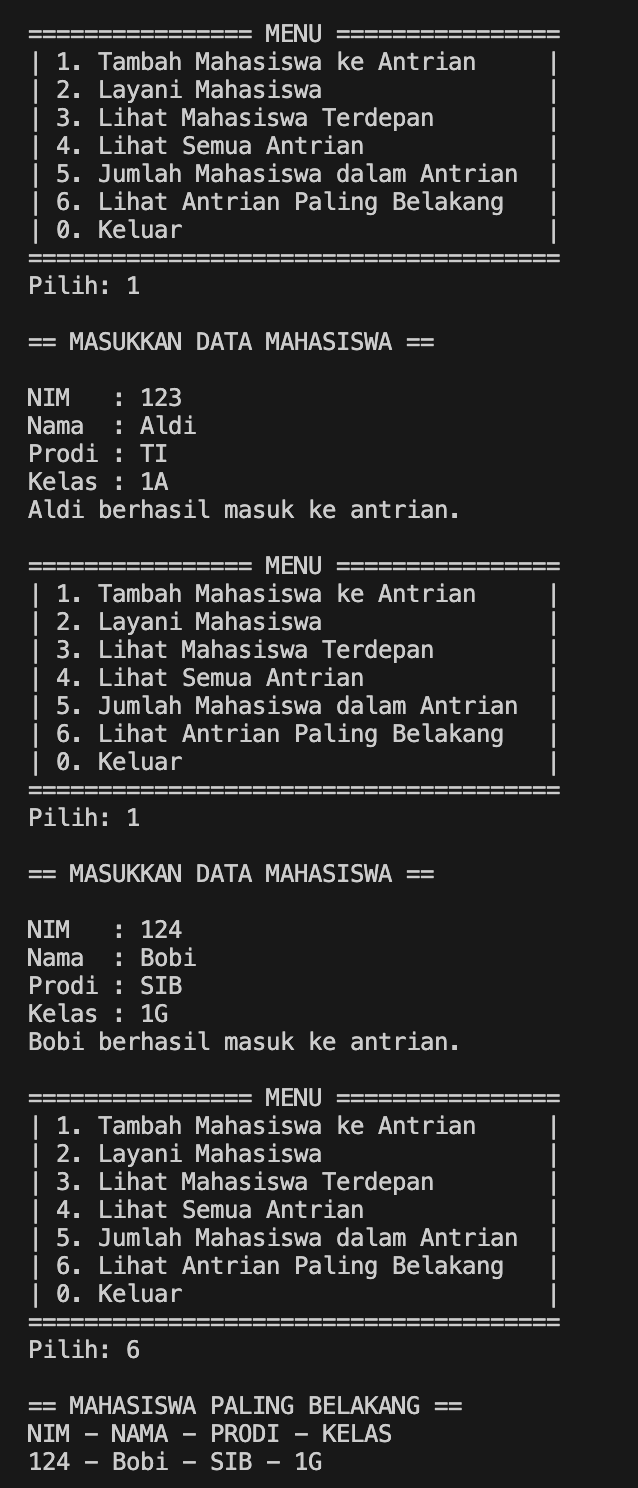 ================ MENU ================
| 1. Tambah Mahasiswa ke Antrian     |
| 2. Layani Mahasiswa                |
| 3. Lihat Mahasiswa Terdepan        |
| 4. Lihat Semua Antrian             |
| 5. Jumlah Mahasiswa dalam Antrian  |
| 6. Lihat Antrian Paling Belakang   |
| 0. Keluar                          |
======================================
Pilih: 1

== MASUKKAN DATA MAHASISWA ==

NIM   : 123
Nama  : Aldi
Prodi : TI
Kelas : 1A
Aldi berhasil masuk ke antrian.

================ MENU ================
| 1. Tambah Mahasiswa ke Antrian     |
| 2. Layani Mahasiswa                |
| 3. Lihat Mahasiswa Terdepan        |
| 4. Lihat Semua Antrian             |
| 5. Jumlah Mahasiswa dalam Antrian  |
| 6. Lihat Antrian Paling Belakang   |
| 0. Keluar                          |
======================================
Pilih: 1

== MASUKKAN DATA MAHASISWA ==

NIM   : 124
Nama  : Bobi
Prodi : SIB
Kelas : 1G
Bobi berhasil masuk ke antrian.

================ MENU ================
| 1. Tambah Mahasiswa ke Antrian     |
| 2. Layani Mahasiswa                |
| 3. Lihat Mahasiswa Terdepan        |
| 4. Lihat Semua Antrian             |
| 5. Jumlah Mahasiswa dalam Antrian  |
| 6. Lihat Antrian Paling Belakang   |
| 0. Keluar                          |
======================================
Pilih: 6

== MAHASISWA PALING BELAKANG ==
NIM - NAMA - PRODI - KELAS
124 - Bobi - SIB - 1G